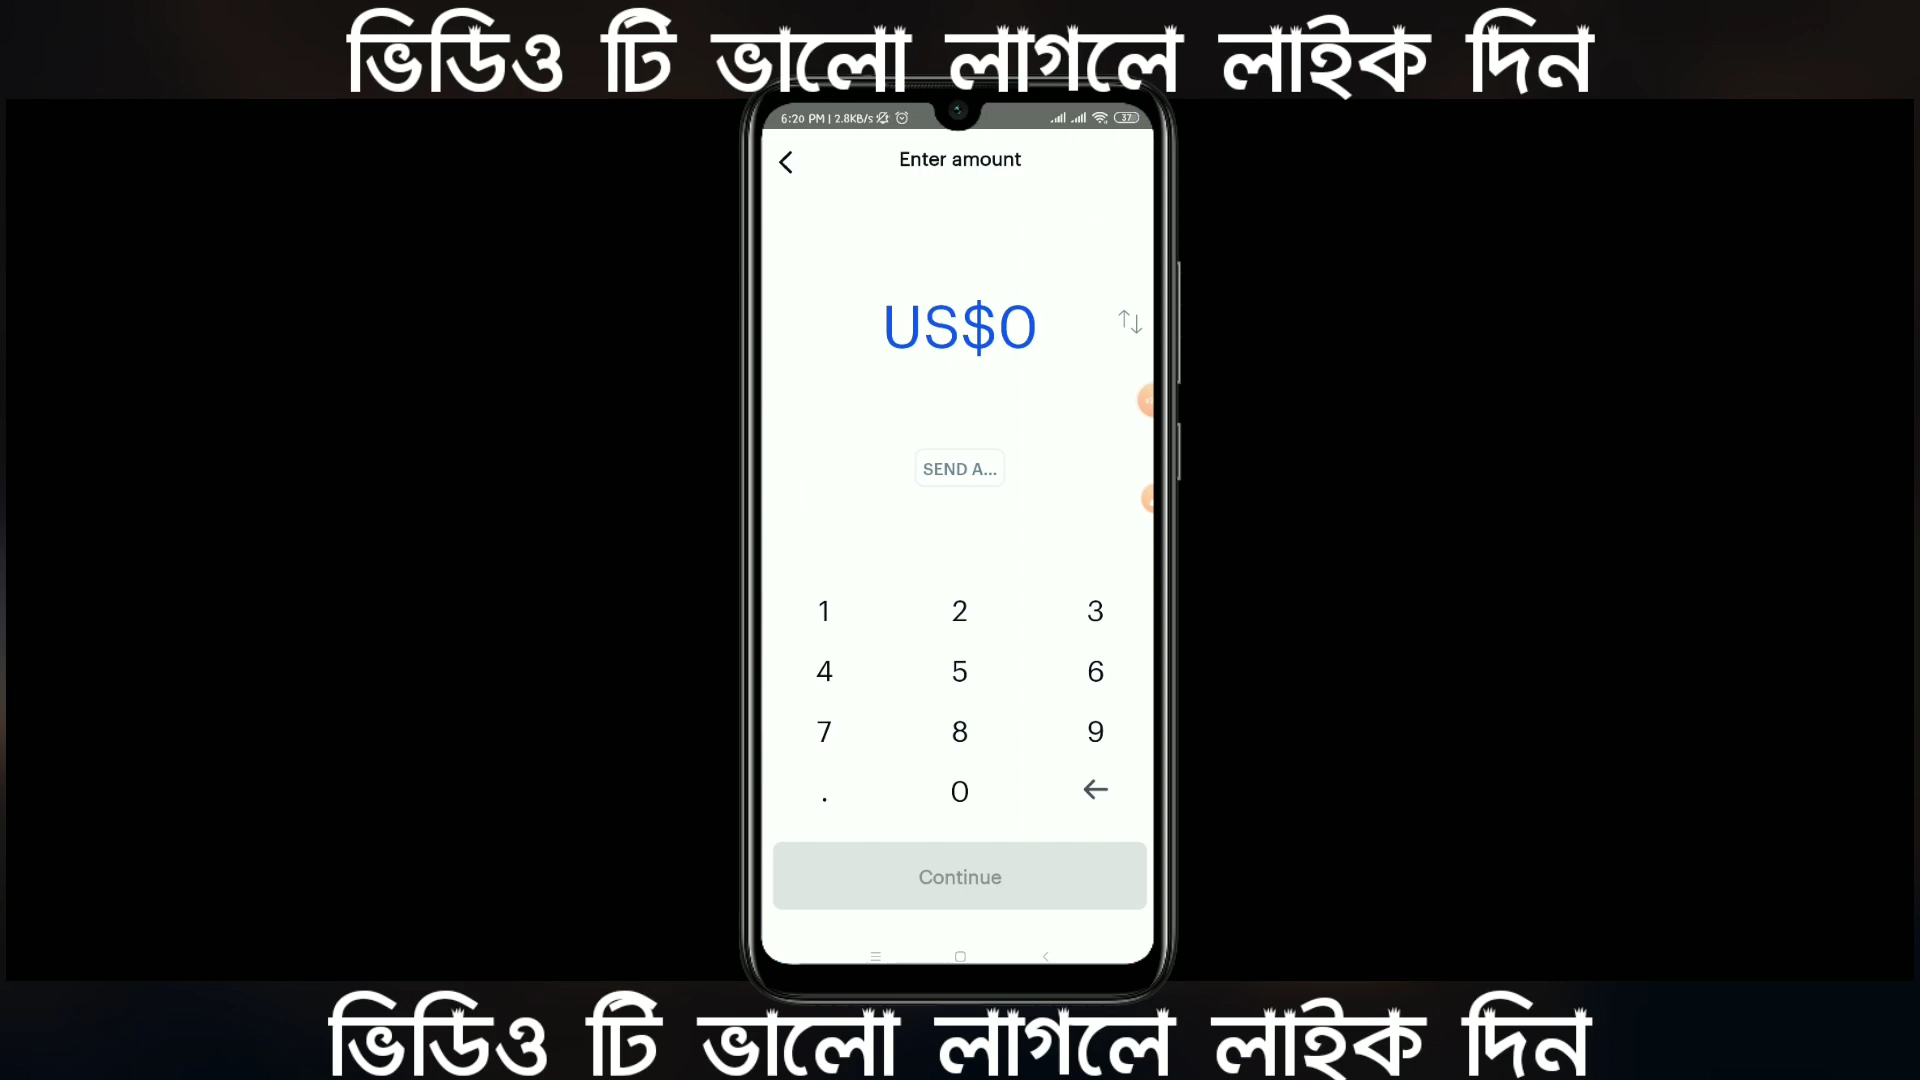 ভিডিও টি ভালো লাগলে লাইক দিন
6:20 PM | 2.8KB/s 37
Enter amount
US$0
SEND A...
1 2 3
4 5 6
7 8 9
. 0
Continue
ভিডিও টি ভালো লাগলে লাইক দিন